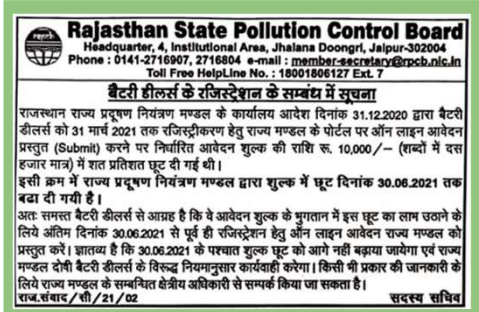 rpcb
Rajasthan State Pollution Control Board
Headquarter, 4, Institutional Area, Jhalana Doongri, Jaipur-302004
Phone : 0141-2716907, 2716804 e-mail : member-secretary@rpcb.nic.in
Toll Free HelpLine No. : 18001806127 Ext. 7
बैटरी डीलर्स के रजिस्ट्रेशन के सम्बंध में सूचना
राजस्थान राज्य प्रदूषण नियंत्रण मण्डल के कार्यालय आदेश दिनांक 31.12.2020 द्वारा बैटरी
डीलर्स को 31 मार्च 2021 तक रजिस्ट्रीकरण हेतु राज्य मण्डल के पोर्टल पर ऑन लाइन आवेदन
प्रस्तुत (Submit) करने पर निर्धारित आवेदन शुल्क की राशि रू. 10,000/– (शब्दों में दस
हजार मात्र) में शत प्रतिशत छूट दी गई थी।
इसी क्रम में राज्य प्रदूषण नियंत्रण मण्डल द्वारा शुल्क में छूट दिनांक 30.06.2021 तक
बढा दी गयी है।
अतः समस्त बैटरी डीलर्स से आग्रह है कि वे आवेदन शुल्क के भुगतान में इस छूट का लाभ उठाने के
लिये अंतिम दिनांक 30.06.2021 से पूर्व ही रजिस्ट्रेशन हेतु ऑन लाइन आवेदन राज्य मण्डल को
प्रस्तुत करें। ज्ञातव्य है कि 30.06.2021 के पश्चात शुल्क छूट को आगे नहीं बढ़ाया जायेगा एवं राज्य
मण्डल दोषी बैटरी डीलर्स के विरूद्ध नियमानुसार कार्यवाही करेगा। किसी भी प्रकार की जानकारी के
लिये राज्य मण्डल के सम्बन्धित क्षेत्रीय अधिकारी से सम्पर्क किया जा सकता है।
राज.संवाद/सी/21/02 सदस्य सचिव